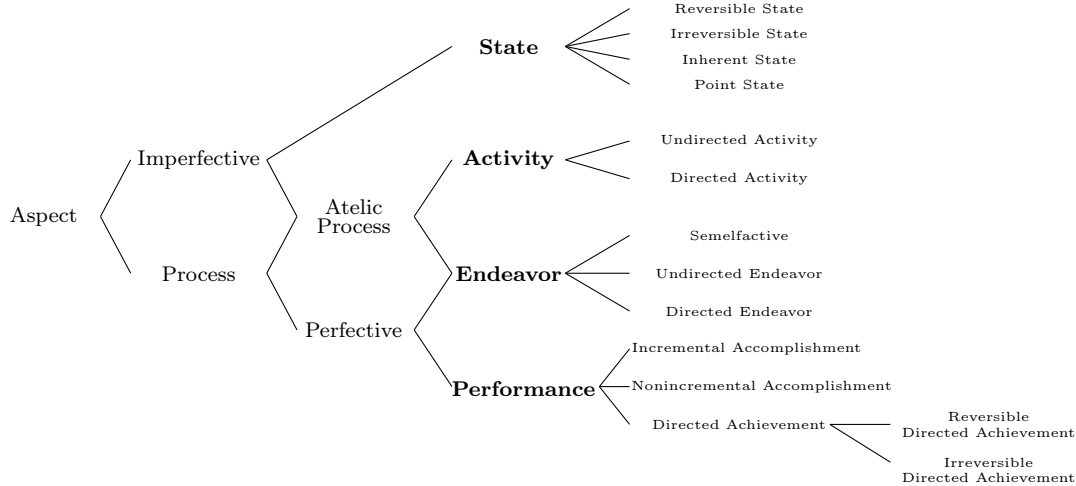 Aspect
Imperfective
Process
Atelic
Process
Perfective
State
Activity
Endeavor
Performance
Reversible State
Irreversible State
Inherent State
Point State
Undirected Activity
Directed Activity
Semelfactive
Undirected Endeavor
Directed Endeavor
Incremental Accomplishment
Nonincremental Accomplishment
Directed Achievement
Reversible
Directed Achievement
Irreversible
Directed Achievement